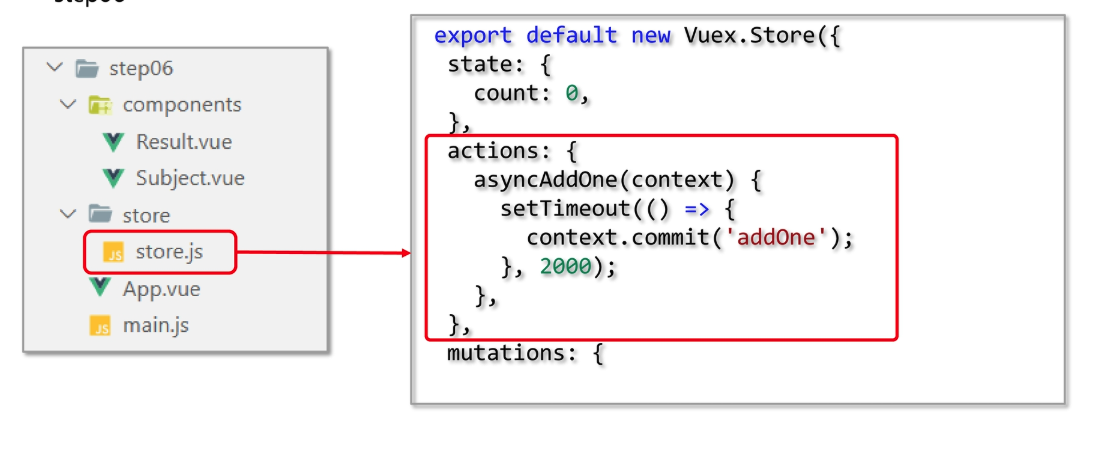 step06
step06
components
Result.vue
Subject.vue
store
JS store.js
App.vue
JS main.js
export default new Vuex.Store({
state: {
count: 0,
},
actions: {
asyncAddOne(context) {
setTimeout(() => {
context.commit('addOne');
}, 2000);
},
},
mutations: {